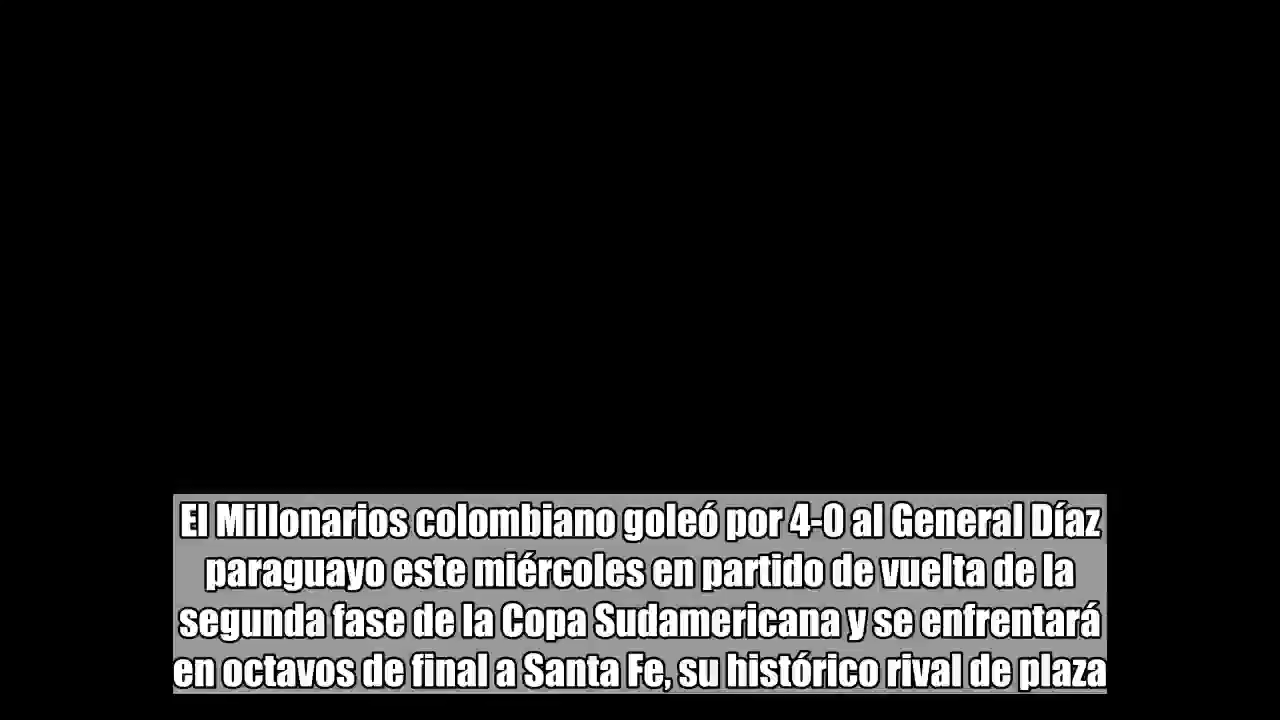 El Millonarios colombiano goleó por 4-0 al General Díaz
paraguayo este miércoles en partido de vuelta de la
segunda fase de la Copa Sudamericana y se enfrentará
en octavos de final a Santa Fe, su histórico rival de plaza